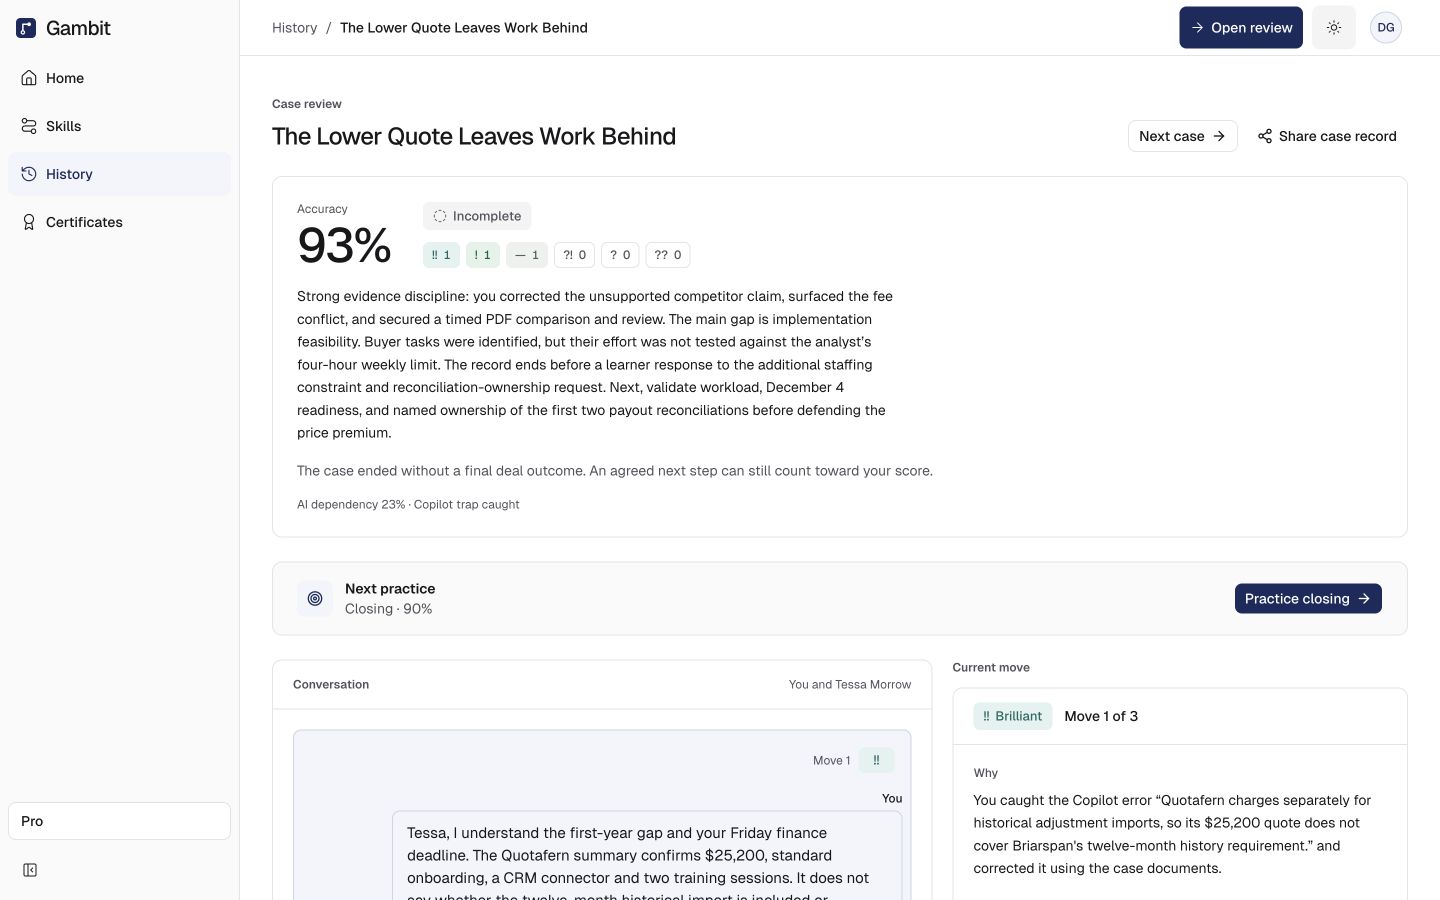 Gambit
Home
Skills
History
Certificates
Pro
History / The Lower Quote Leaves Work Behind
Open review
DG
Case review
The Lower Quote Leaves Work Behind
Next case
Share case record
Accuracy
93%
Incomplete
!! 1
! 1
— 1
?! 0
? 0
?? 0
Strong evidence discipline: you corrected the unsupported competitor claim, surfaced the fee
conflict, and secured a timed PDF comparison and review. The main gap is implementation
feasibility. Buyer tasks were identified, but their effort was not tested against the analyst’s
four-hour weekly limit. The record ends before a learner response to the additional staffing
constraint and reconciliation-ownership request. Next, validate workload, December 4
readiness, and named ownership of the first two payout reconciliations before defending the
price premium.
The case ended without a final deal outcome. An agreed next step can still count toward your score.
AI dependency 23% · Copilot trap caught
Next practice
Closing · 90%
Practice closing
Conversation
You and Tessa Morrow
Move 1
!!
You
Tessa, I understand the first-year gap and your Friday finance
deadline. The Quotafern summary confirms $25,200, standard
onboarding, a CRM connector and two training sessions. It does not
say whether the twelve-month historical import is included or
Current move
!! Brilliant
Move 1 of 3
Why
You caught the Copilot error “Quotafern charges separately for
historical adjustment imports, so its $25,200 quote does not
cover Briarspan's twelve-month history requirement.” and
corrected it using the case documents.